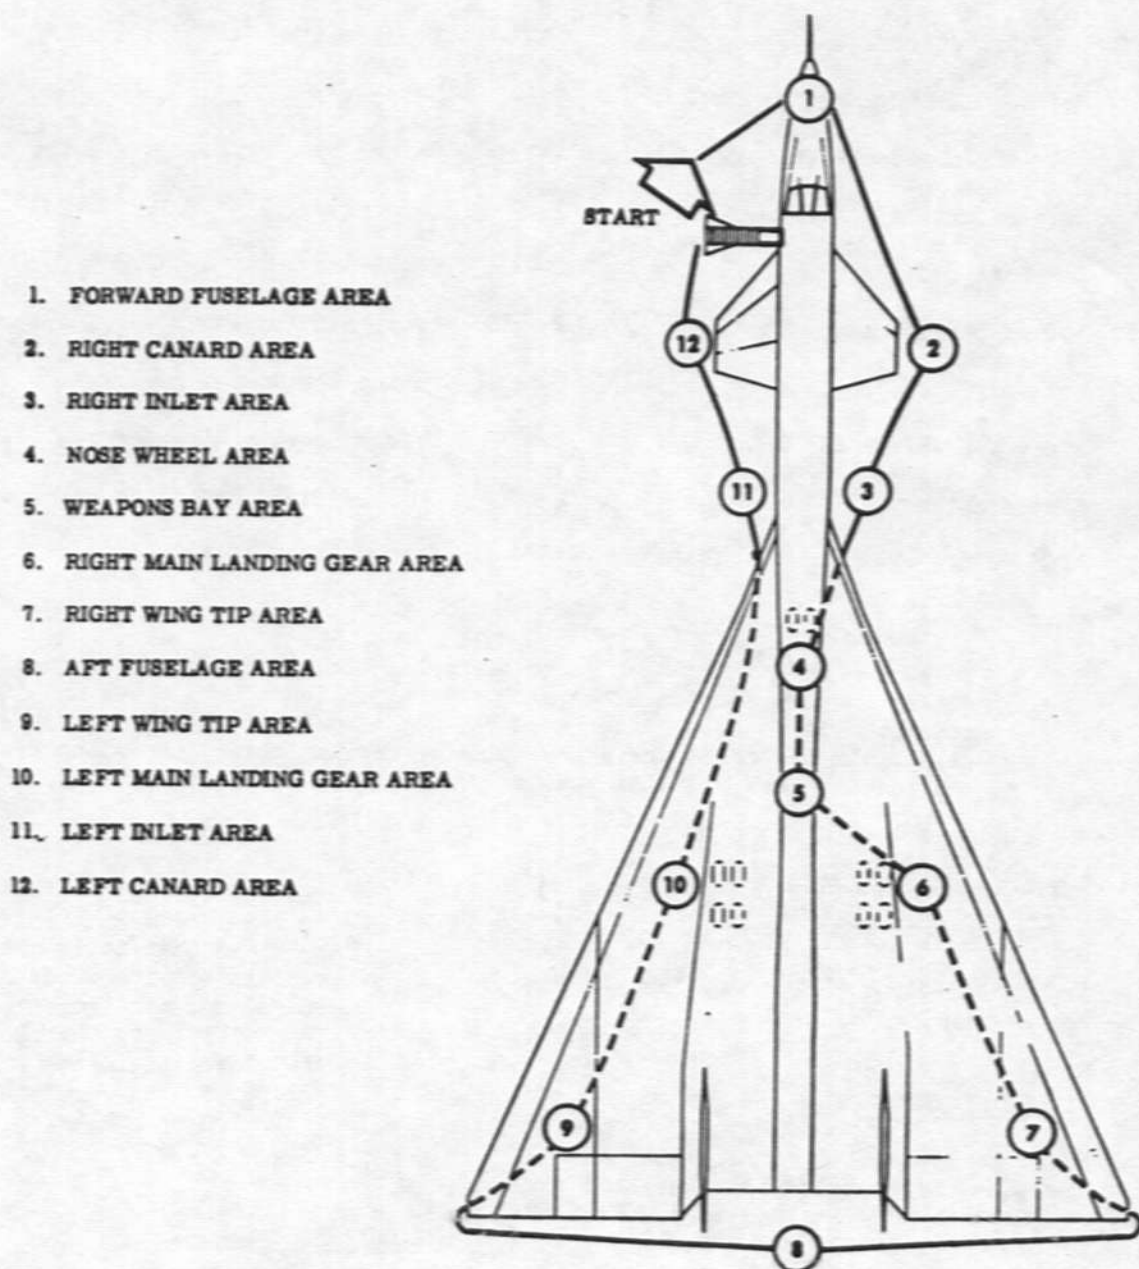 START
1. FORWARD FUSELAGE AREA
2. RIGHT CANARD AREA
3. RIGHT INLET AREA
4. NOSE WHEEL AREA
5. WEAPONS BAY AREA
6. RIGHT MAIN LANDING GEAR AREA
7. RIGHT WING TIP AREA
8. AFT FUSELAGE AREA
9. LEFT WING TIP AREA
10. LEFT MAIN LANDING GEAR AREA
11. LEFT INLET AREA
12. LEFT CANARD AREA
1
12
2
11
3
4
5
10
6
9
7
8